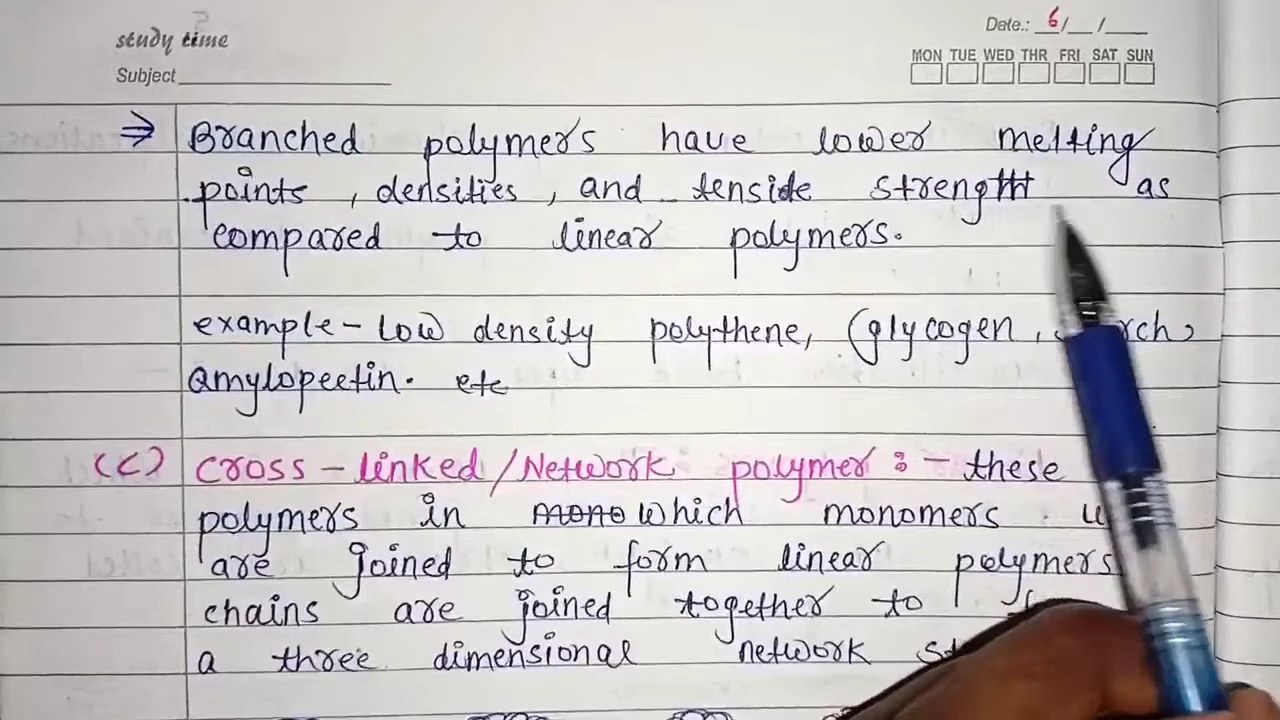 study time
Date.: 6/__/____
Subject
MON TUE WED THR FRI SAT SUN
⇒ Branched polymers have lower melting
points, densities, and tenside strength as
compared to linear polymers.
example - low density polythene, (glycogen,
Amylopectin. etc
(C) Cross-linked/Network polymer :- these
polymers in which monomers
are joined to form linear polymers
chains are joined together to
a three dimensional network